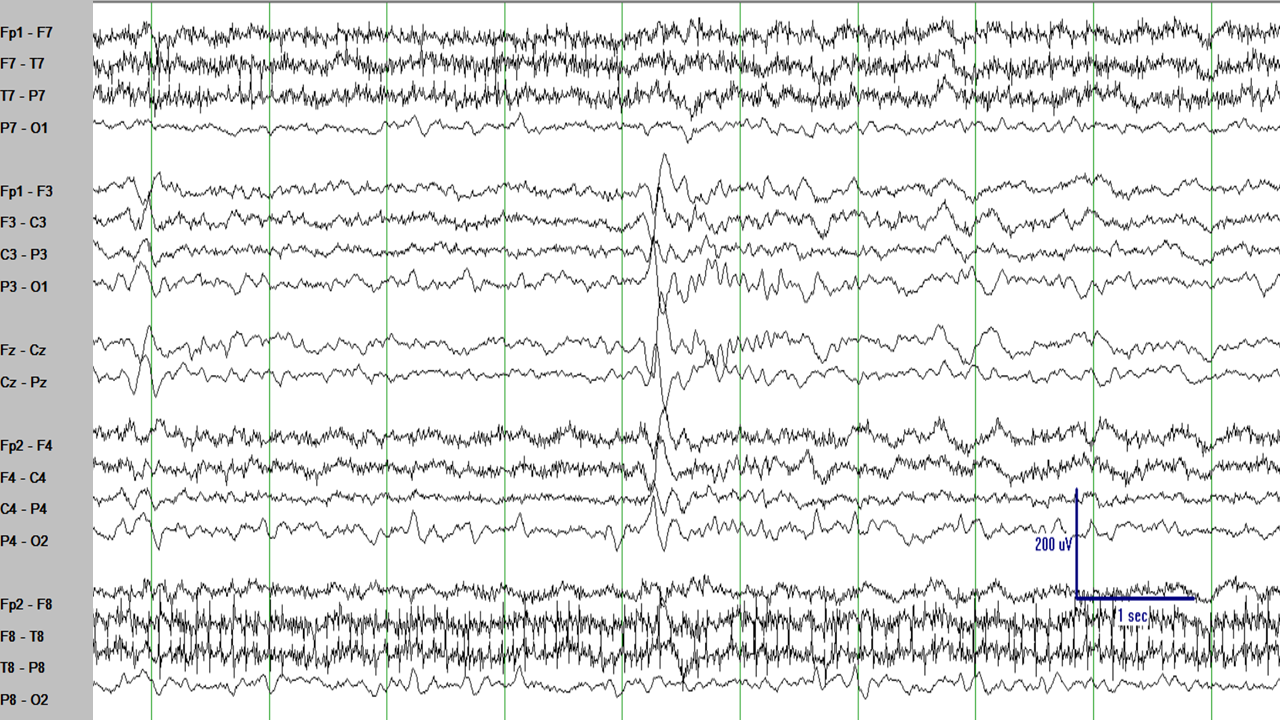 Fp1 - F7
F7 - T7
T7 - P7
P7 - O1
Fp1 - F3
F3 - C3
C3 - P3
P3 - O1
Fz - Cz
Cz - Pz
Fp2 - F4
F4 - C4
C4 - P4
P4 - O2
200 uV
Fp2 - F8
1 sec
F8 - T8
T8 - P8
P8 - O2